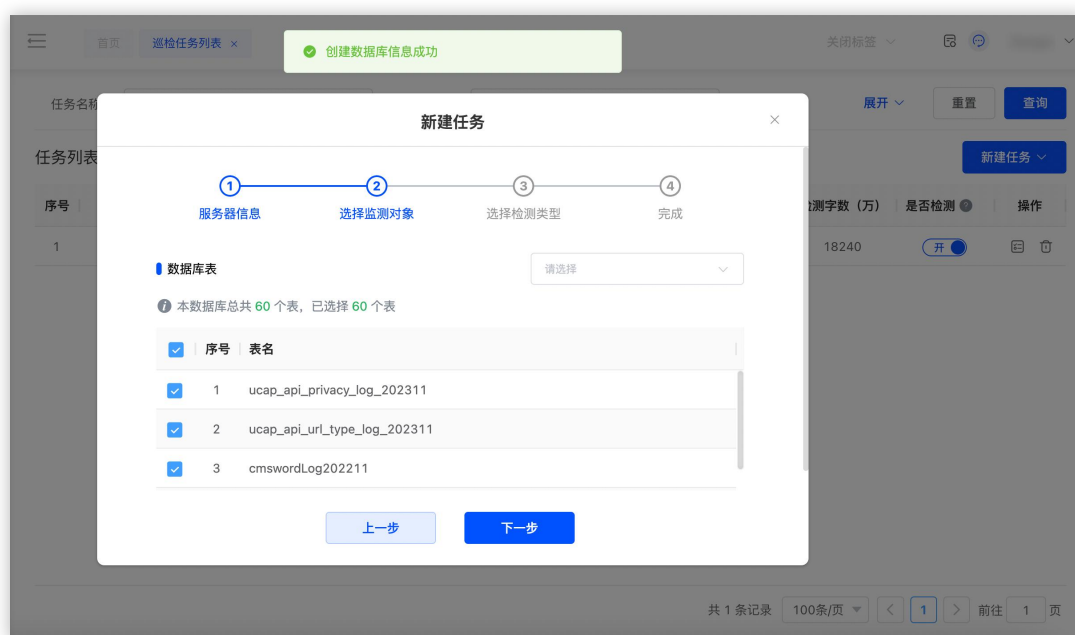 首页 巡检任务列表 ×
创建数据库信息成功
关闭标签
任务名称
展开 重置 查询
任务列表
新建任务
序号
检测字数（万） 是否检测 操作
1
18240 开
新建任务
1 2 3 4
服务器信息 选择监测对象 选择检测类型 完成
数据库表
请选择
本数据库总共 60 个表，已选择 60 个表
序号 表名
1 ucap_api_privacy_log_202311
2 ucap_api_url_type_log_202311
3 cmswordLog202211
上一步 下一步
共 1 条记录 100条/页 1 前往 1 页